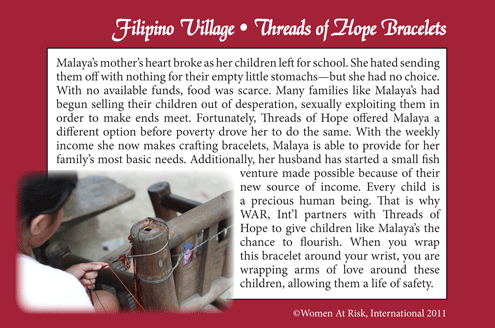 Filipino Village • Threads of Hope Bracelets
Malaya's mother's heart broke as her children left for school. She hated sending
them off with nothing for their empty little stomachs—but she had no choice.
With no available funds, food was scarce. Many families like Malaya's had
begun selling their children out of desperation, sexually exploiting them in
order to make ends meet. Fortunately, Threads of Hope offered Malaya a
different option before poverty drove her to do the same. With the weekly
income she now makes crafting bracelets, Malaya is able to provide for her
family's most basic needs. Additionally, her husband has started a small fish
venture made possible because of their
new source of income. Every child is
a precious human being. That is why
WAR, Int'l partners with Threads of
Hope to give children like Malaya's the
chance to flourish. When you wrap
this bracelet around your wrist, you are
wrapping arms of love around these
children, allowing them a life of safety.
©Women At Risk, International 2011